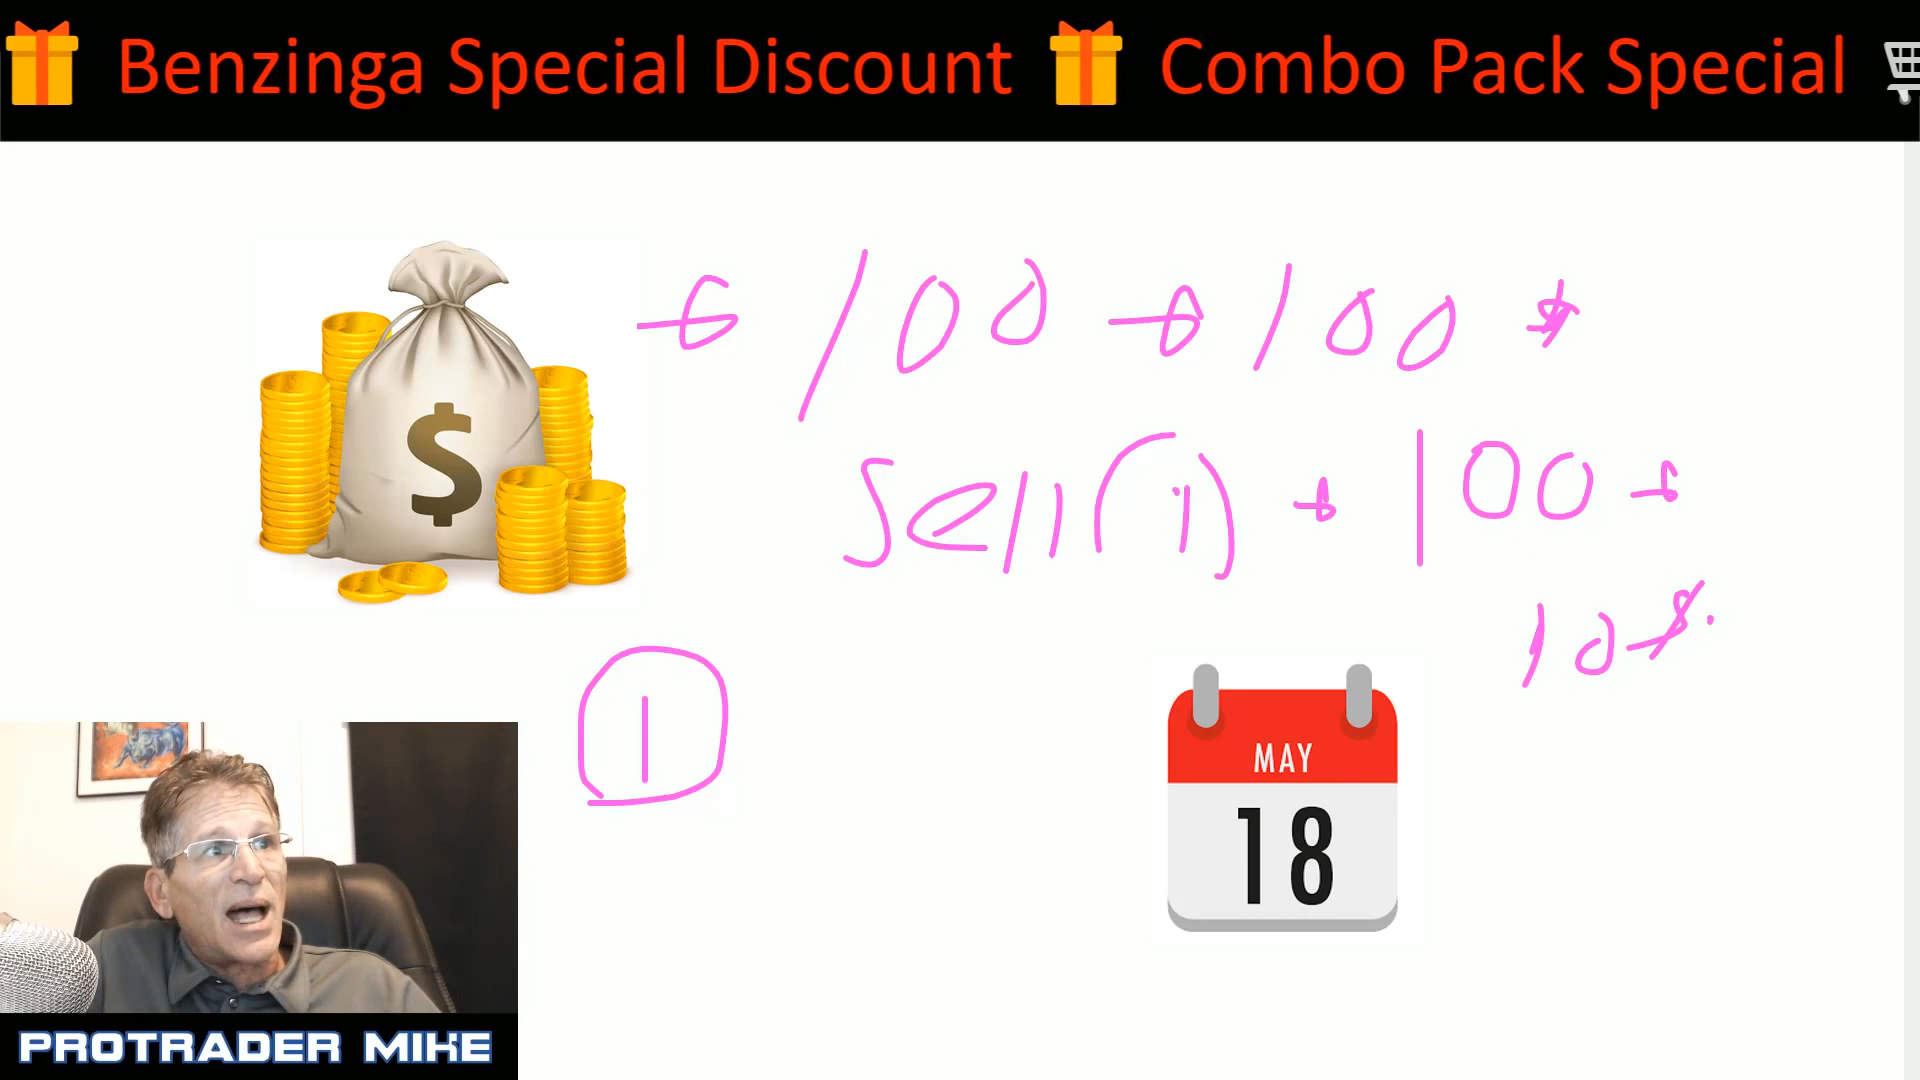 Benzinga Special Discount Combo Pack Special
$
100 100
Sell (1) 100
10
1
MAY
18
PROTRADER MIKE